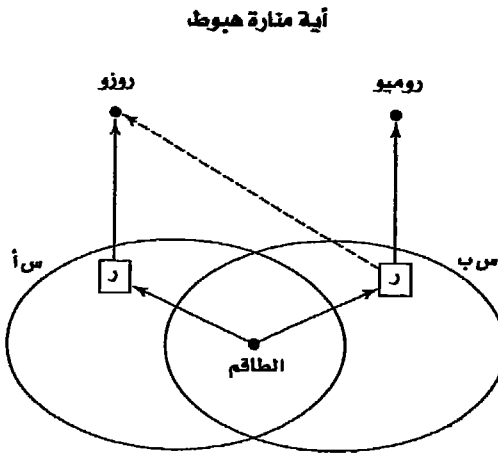 أية منارة هبوط
روميو
روزو
س أ
س ب
ر
ر
الطاقم